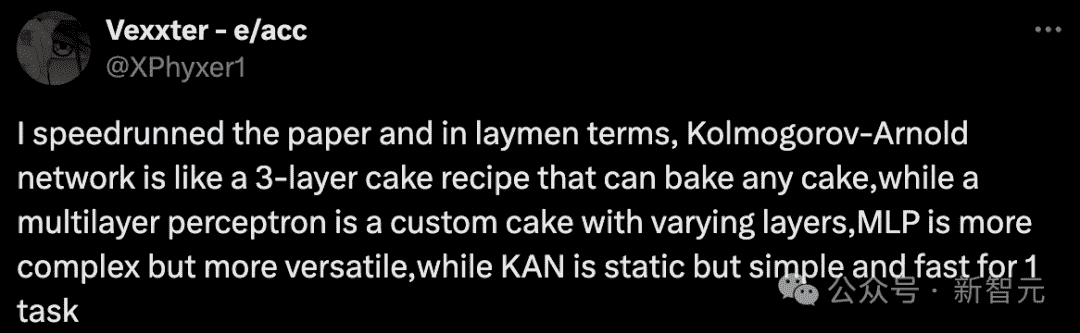 Vexxter - e/acc
@XPhyxer1
I speedrunned the paper and in laymen terms, Kolmogorov-Arnold
network is like a 3-layer cake recipe that can bake any cake,while a
multilayer perceptron is a custom cake with varying layers,MLP is more
complex but more versatile,while KAN is static but simple and fast for 1
task
公众号 · 新智元